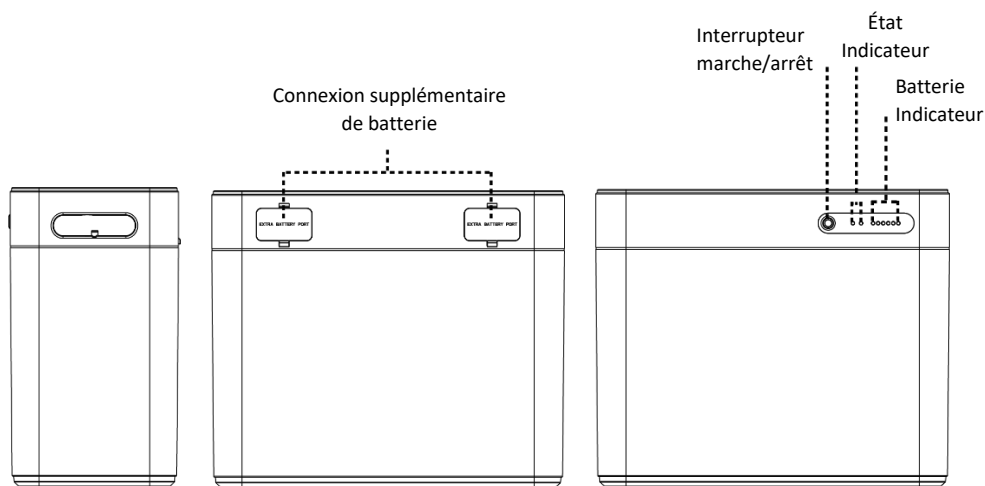 Interrupteur
marche/arrêt
État
Indicateur
Batterie
Indicateur
Connexion supplémentaire
de batterie
EXTRA BATTERY PORT
EXTRA BATTERY PORT